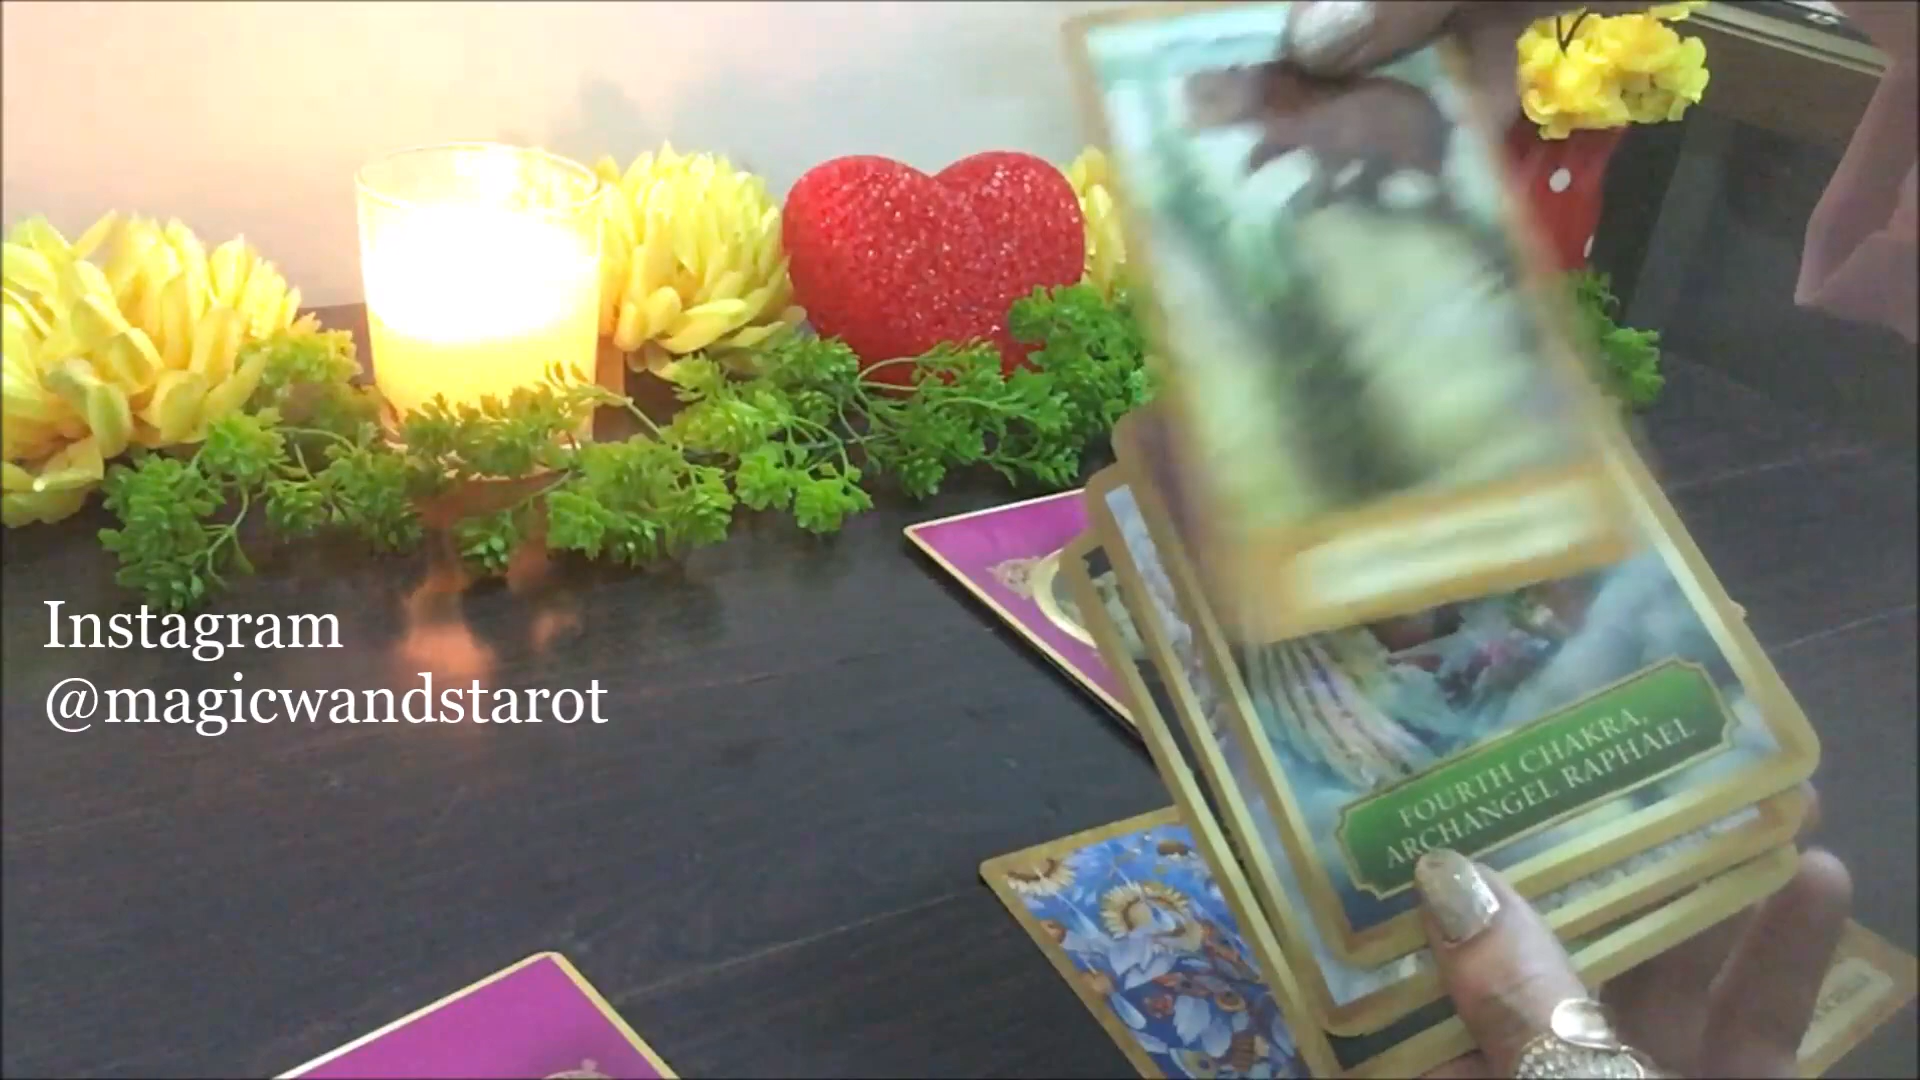 Instagram
@magicwandstarot
FOURTH CHAKRA,
ARCHANGEL RAPHAEL